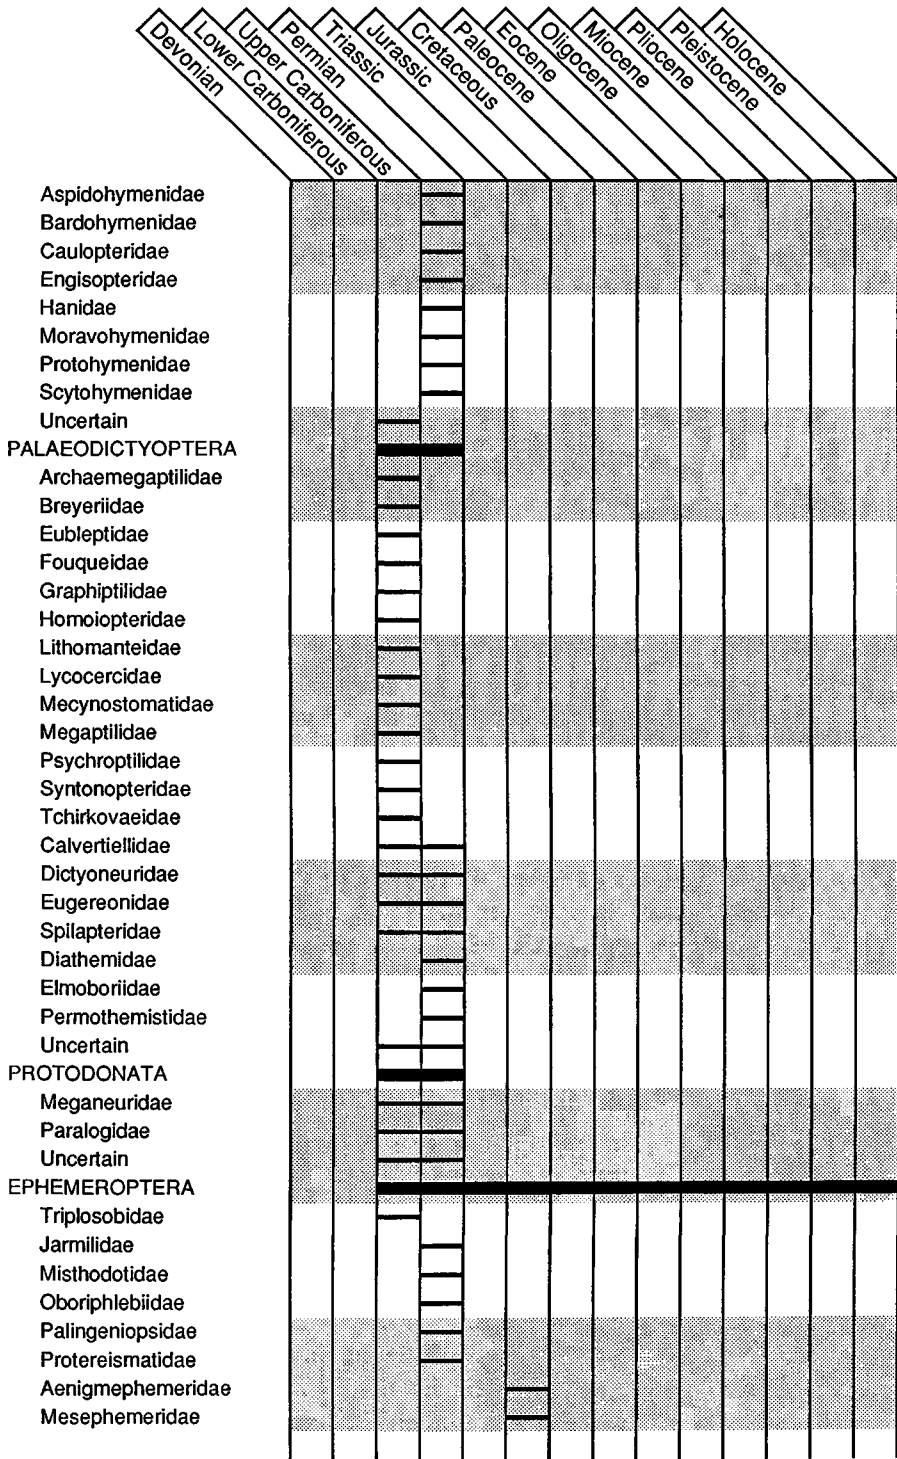 Devonian
Lower Carboniferous
Upper Carboniferous
Permian
Triassic
Jurassic
Cretaceous
Paleocene
Eocene
Oligocene
Miocene
Pliocene
Pleistocene
Holocene
Aspidohymenidae
Bardohymenidae
Caulopteridae
Engisopteridae
Hanidae
Moravohymenidae
Protohymenidae
Scytohymenidae
Uncertain
PALAEODICTYOPTERA
Archaemegaptilidae
Breyeriidae
Eubleptidae
Fouqueidae
Graphiptilidae
Homoiopteridae
Lithomanteidae
Lycocercidae
Mecynostomatidae
Megaptilidae
Psychroptilidae
Syntonopteridae
Tchirkovaeidae
Calvertiellidae
Dictyoneuridae
Eugereonidae
Spilapteridae
Diathemidae
Elmoboriidae
Permothemistidae
Uncertain
PROTODONATA
Meganeuridae
Paralogidae
Uncertain
EPHEMEROPTERA
Triplosobidae
Jarmilidae
Misthodotidae
Oboriphlebiidae
Palingeniopsidae
Protereismatidae
Aenigmephemeridae
Mesephemeridae